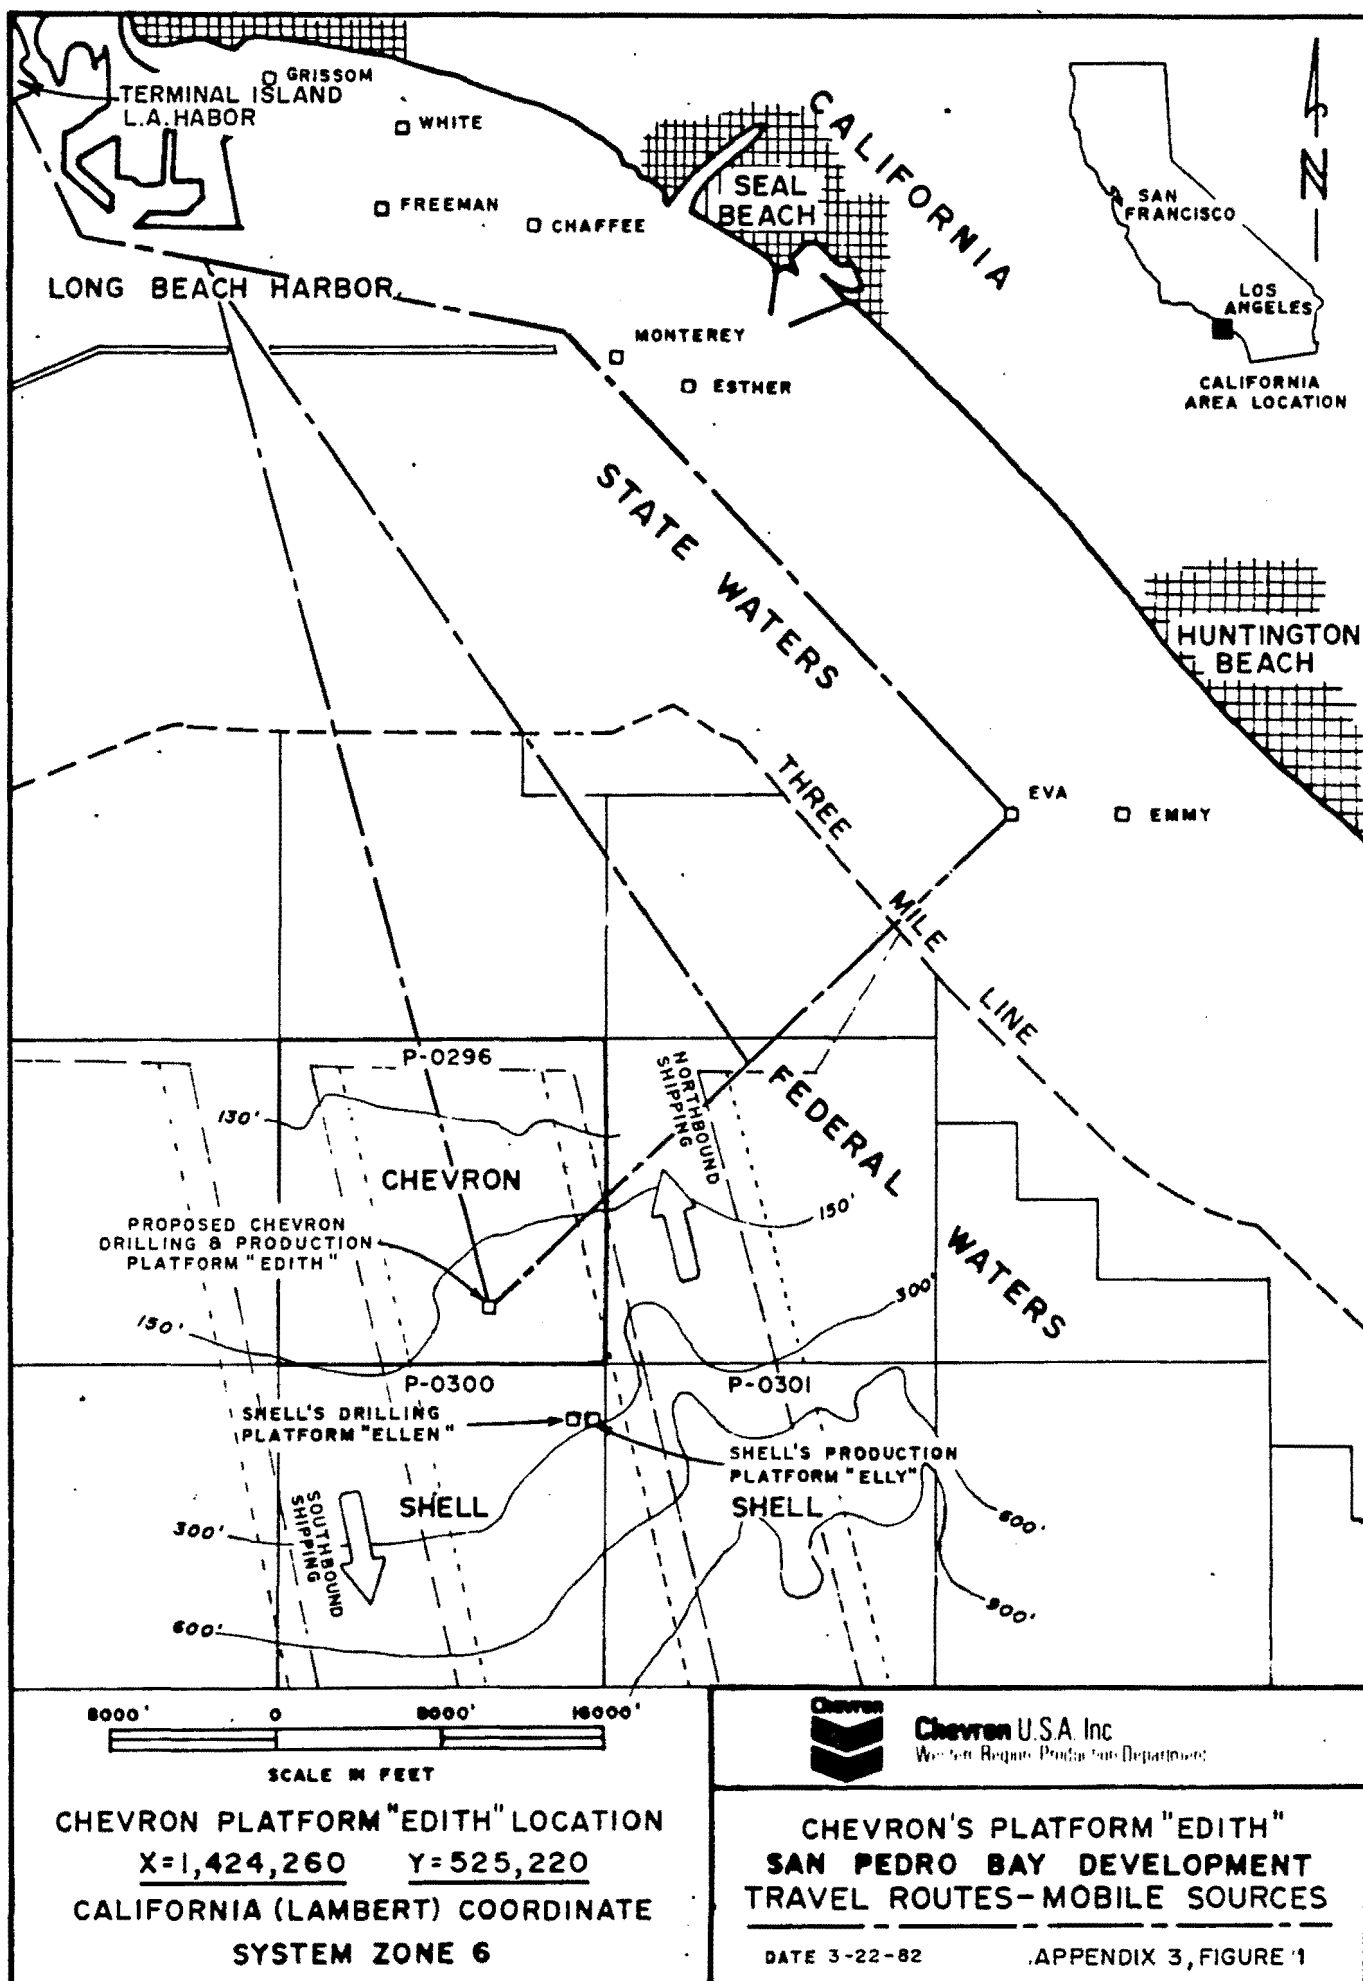 GRISSOM
TERMINAL ISLAND
L.A. HABOR
WHITE
FREEMAN
CHAFFEE
LONG BEACH HARBOR
SEAL
BEACH
CALIFORNIA
N
SAN
FRANCISCO
LOS
ANGELES
CALIFORNIA
AREA LOCATION
MONTEREY
ESTHER
STATE WATERS
HUNTINGTON
BEACH
THREE MILE LINE
EVA
EMMY
P-0296
NORTHBOUND
SHIPPING
FEDERAL WATERS
130'
CHEVRON
150'
PROPOSED CHEVRON
DRILLING & PRODUCTION
PLATFORM "EDITH"
300'
150'
P-0300
P-0301
SHELL'S DRILLING
PLATFORM "ELLEN"
SHELL'S PRODUCTION
PLATFORM "ELLY"
SOUTHBOUND
SHIPING
SHELL
SHELL
300'
600'
600'
900'
8000' 0 8000' 16000'
SCALE IN FEET
CHEVRON PLATFORM "EDITH" LOCATION
X=1,424,260 Y=525,220
CALIFORNIA (LAMBERT) COORDINATE
SYSTEM ZONE 6
Chevron
Chevron U.S.A. Inc
Western Region Production Department
CHEVRON'S PLATFORM "EDITH"
SAN PEDRO BAY DEVELOPMENT
TRAVEL ROUTES-MOBILE SOURCES
DATE 3-22-82 APPENDIX 3, FIGURE 1